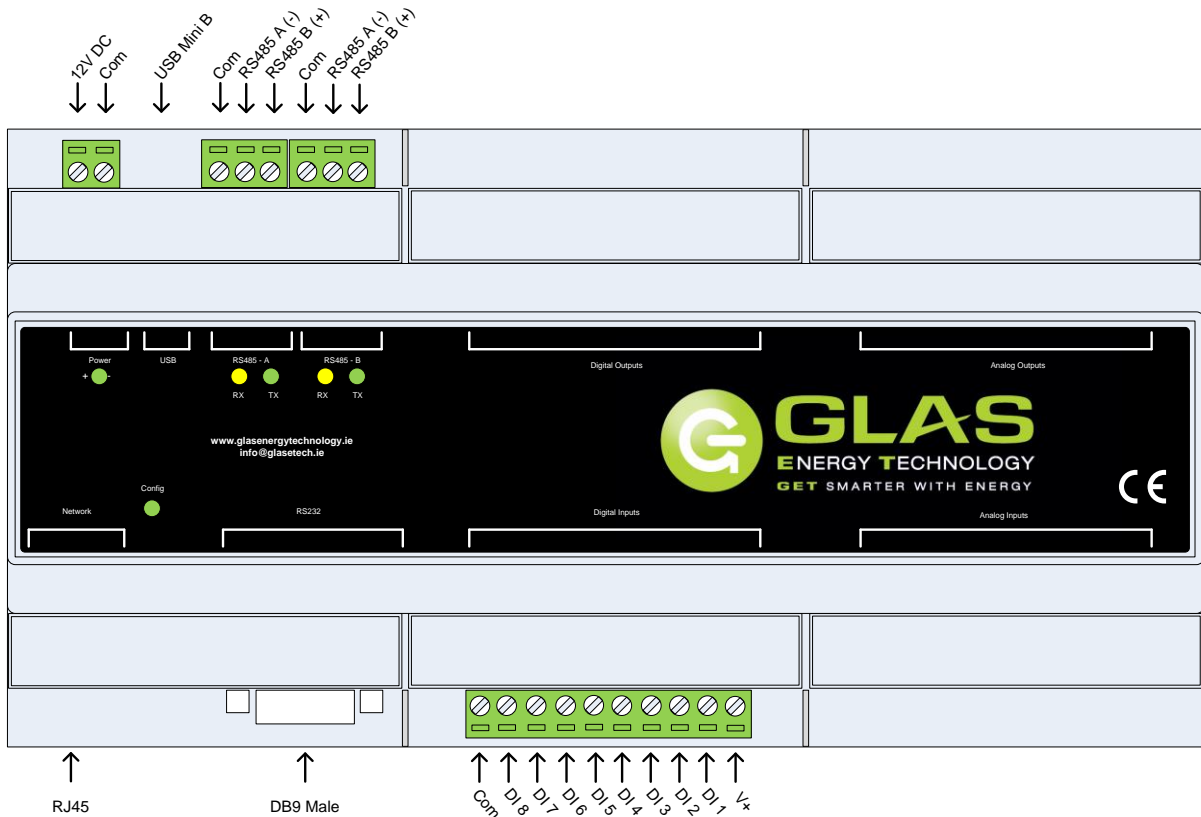 12V DC
Com
USB Mini B
Com
RS485 A (-)
RS485 B (+)
Com
RS485 A (-)
RS485 B (+)
Power
+ -
USB
RS485 - A
RX TX
RS485 - B
RX TX
Digital Outputs
Analog Outputs
www.glasenergytechnology.ie
info@glasetech.ie
G
GLAS
ENERGY TECHNOLOGY
GET SMARTER WITH ENERGY
CE
Config
Network
RS232
Digital Inputs
Analog Inputs
RJ45
DB9 Male
Com
DI 8
DI 7
DI 6
DI 5
DI 4
DI 3
DI 2
DI 1
V+